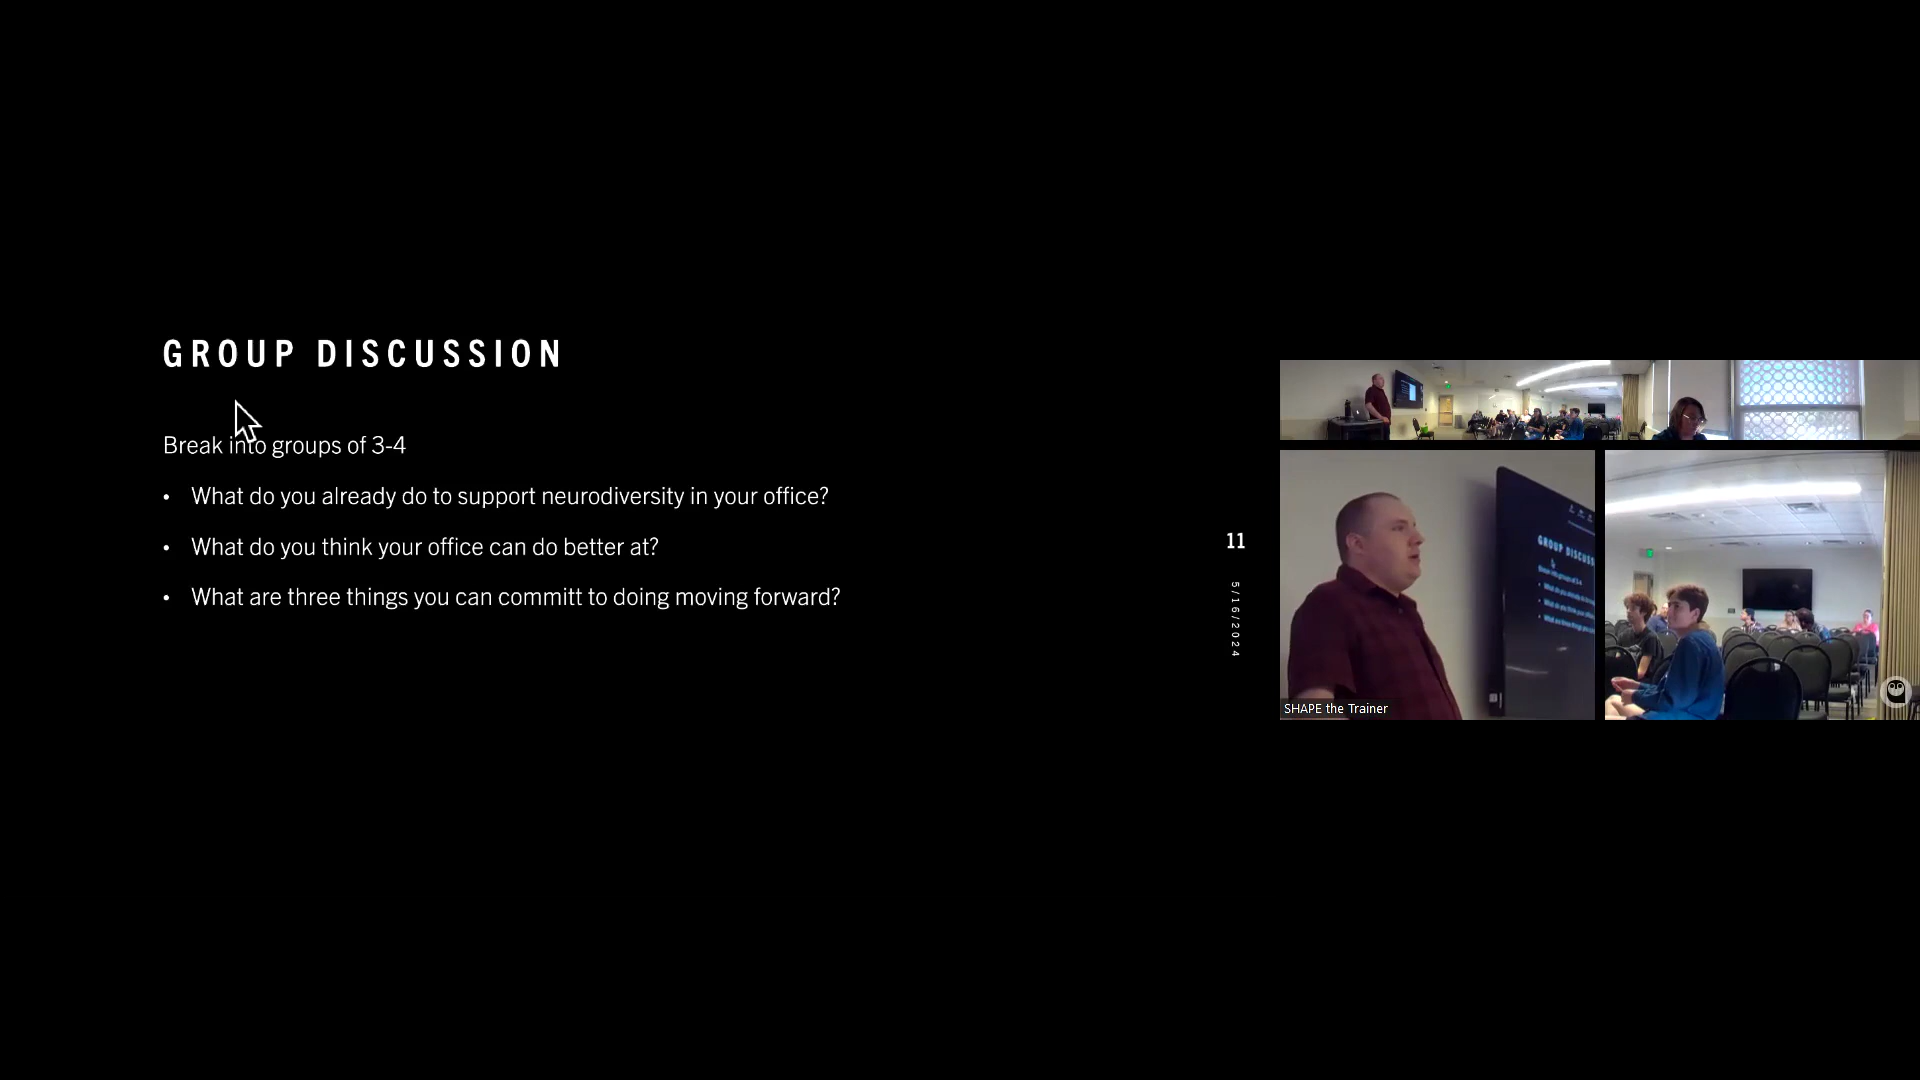 GROUP DISCUSSION
Break into groups of 3-4
• What do you already do to support neurodiversity in your office?
• What do you think your office can do better at?
• What are three things you can committ to doing moving forward?
11
5/16/2024
SHAPE the Trainer
GROUP DISCUSS